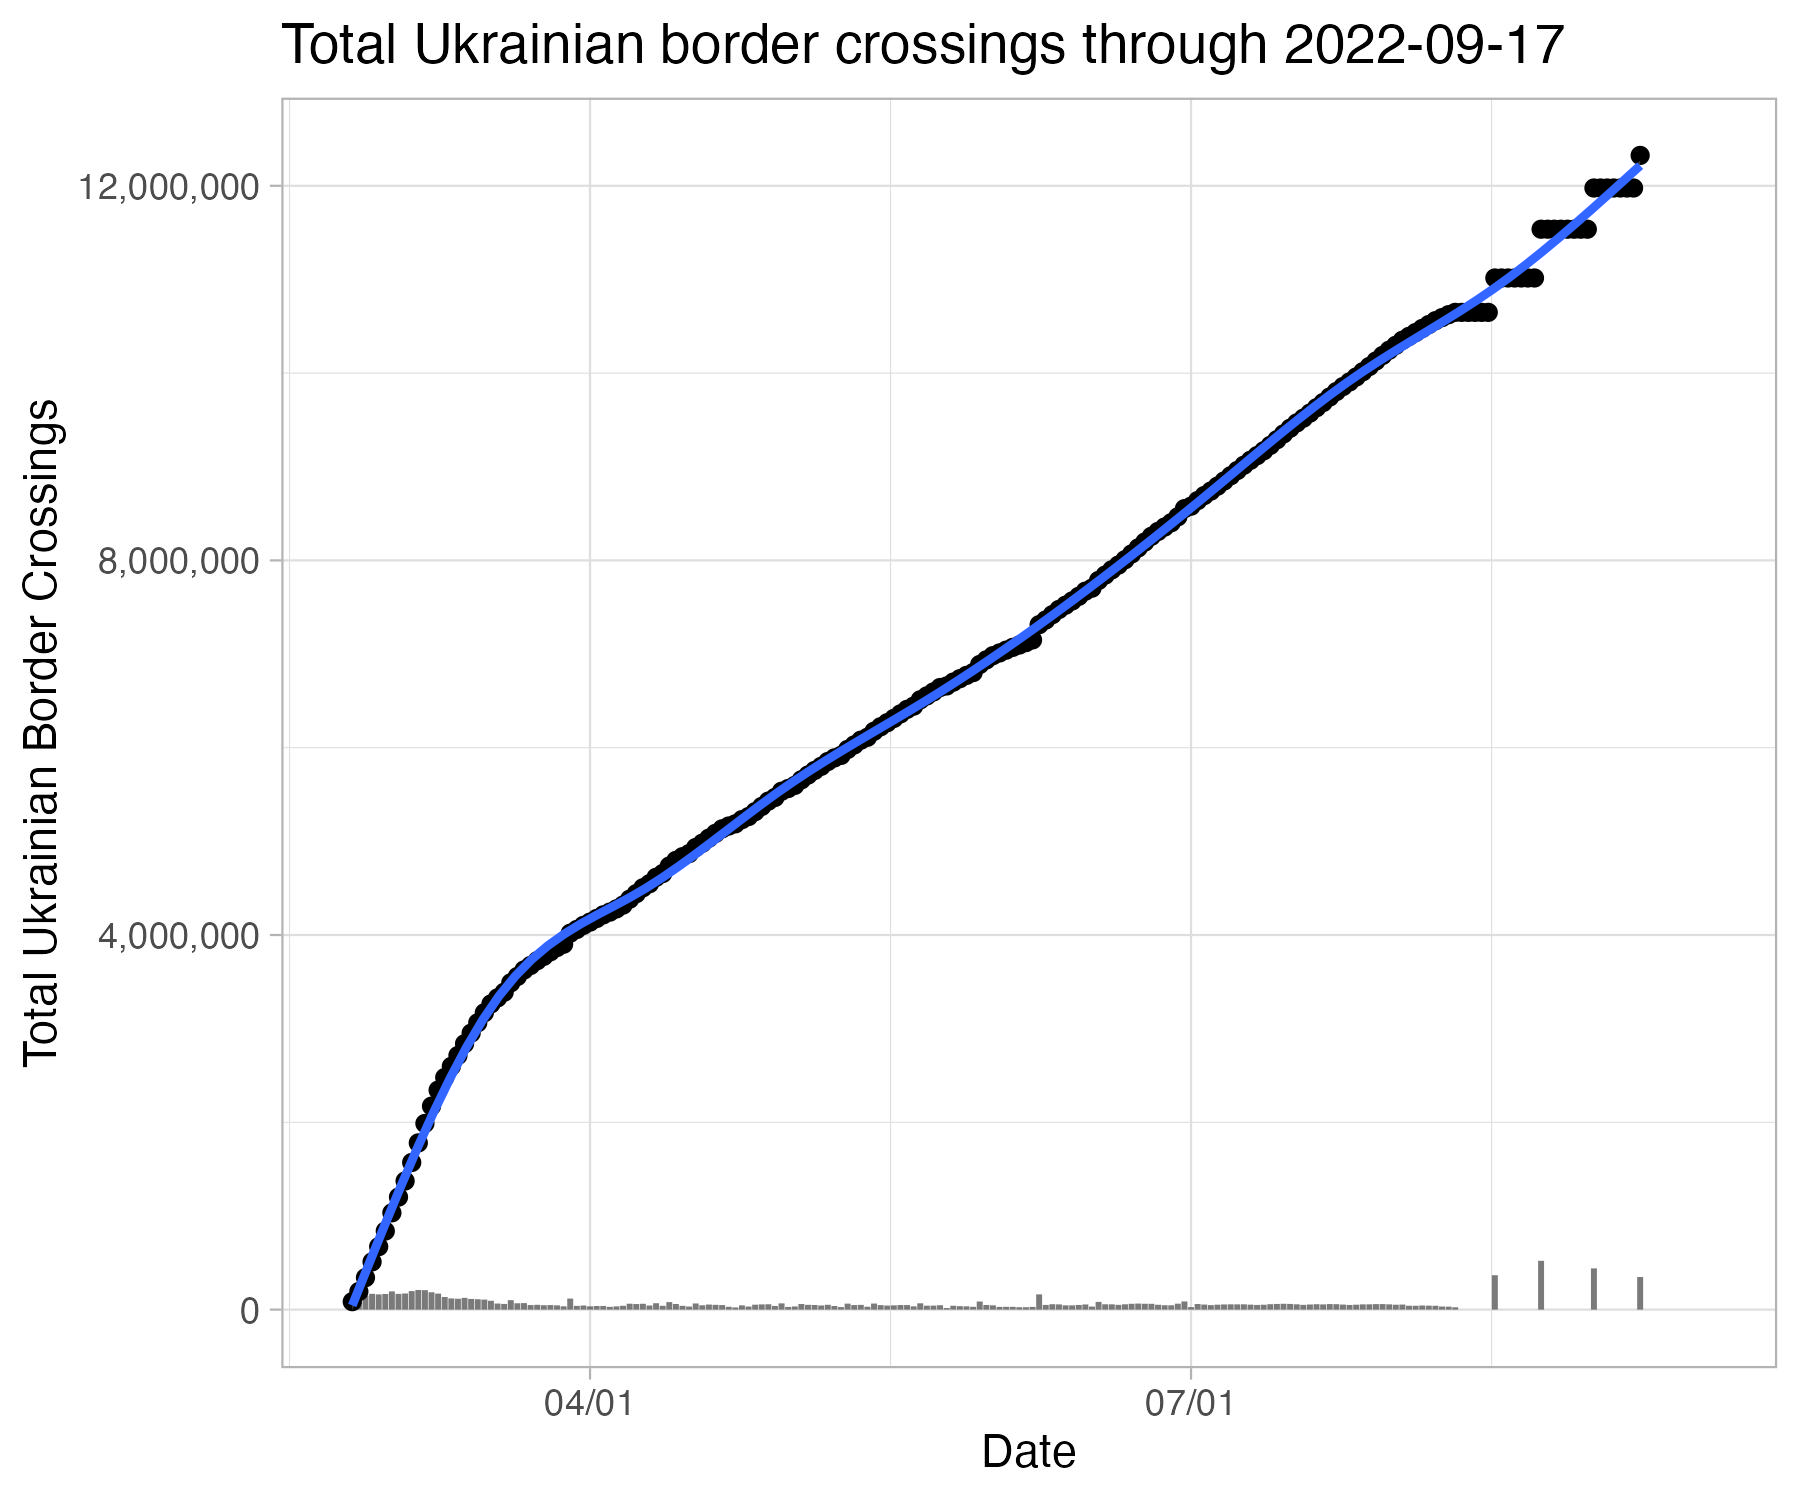 Total Ukrainian border crossings through 2022-09-17
Total Ukrainian Border Crossings
12,000,000
8,000,000
4,000,000
0
04/01
07/01
Date